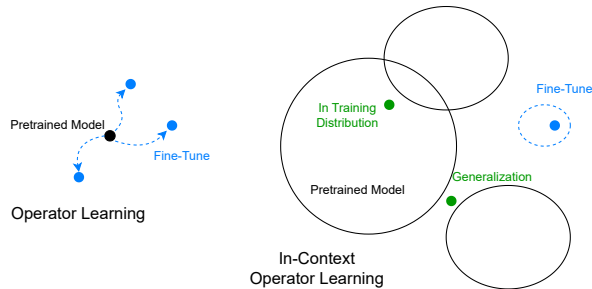 Pretrained Model
Fine-Tune
Operator Learning
In Training
Distribution
Fine-Tune
Pretrained Model
Generalization
In-Context
Operator Learning